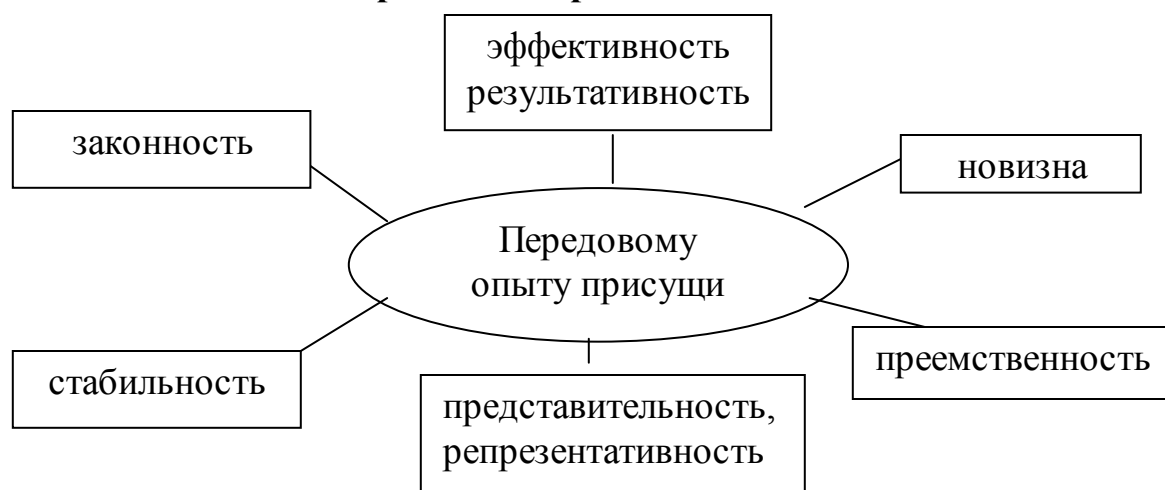 эффективность
результативность
законность
новизна
Передовому
опыту присущи
преемственность
стабильность
представительность,
репрезентативность